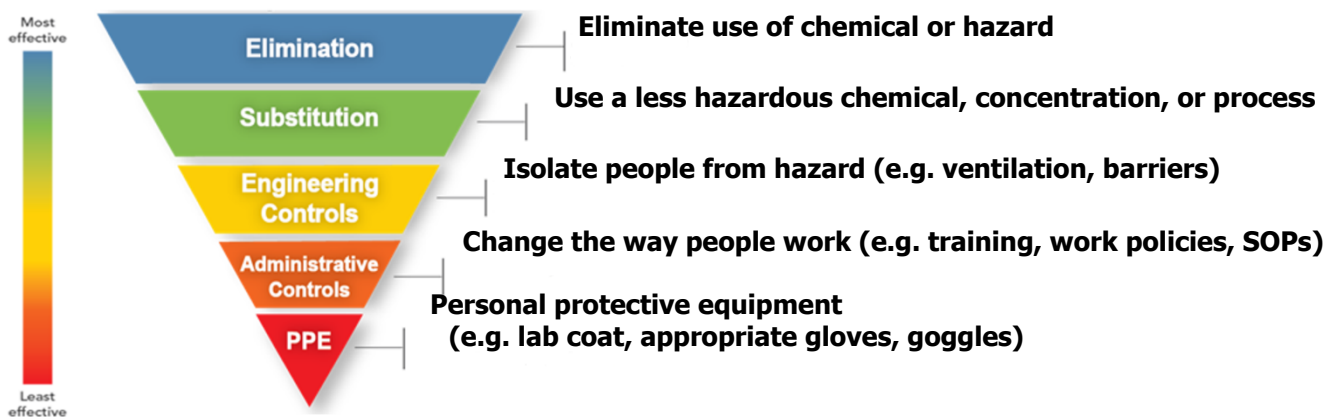 Most
effective
Elimination
Eliminate use of chemical or hazard
Substitution
Use a less hazardous chemical, concentration, or process
Engineering
Controls
Isolate people from hazard (e.g. ventilation, barriers)
Administrative
Controls
Change the way people work (e.g. training, work policies, SOPs)
PPE
Personal protective equipment
(e.g. lab coat, appropriate gloves, goggles)
Least
effective